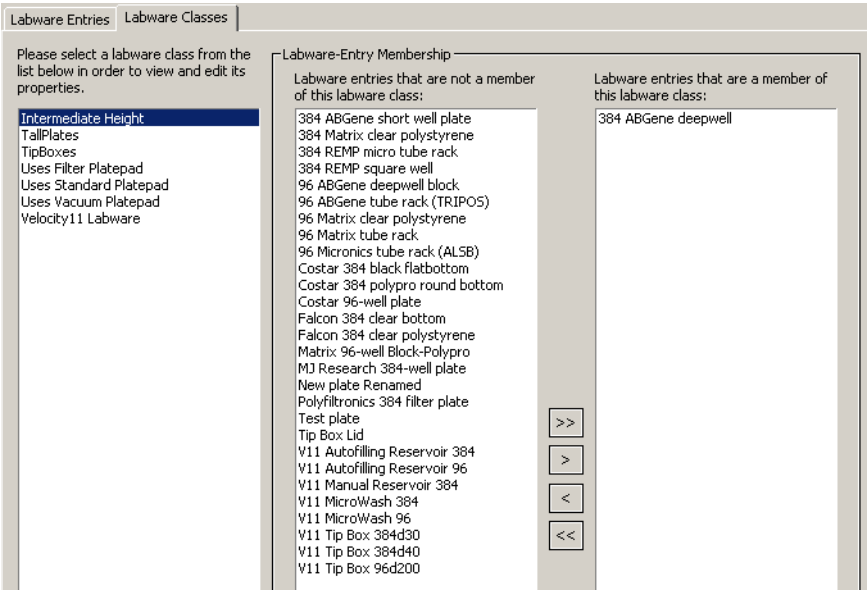 Labware Entries
Labware Classes
Please select a labware class from the
list below in order to view and edit its
properties.
Intermediate Height
TallPlates
TipBoxes
Uses Filter Platepad
Uses Standard Platepad
Uses Vacuum Platepad
Velocity11 Labware
Labware-Entry Membership
Labware entries that are not a member
of this labware class:
384 ABGene short well plate
384 Matrix clear polystyrene
384 REMP micro tube rack
384 REMP square well
96 ABGene deepwell block
96 ABGene tube rack (TRIPOS)
96 Matrix clear polystyrene
96 Matrix tube rack
96 Micronics tube rack (ALSB)
Costar 384 black flatbottom
Costar 384 polypro round bottom
Costar 96-well plate
Falcon 384 clear bottom
Falcon 384 clear polystyrene
Matrix 96-well Block-Polypro
MJ Research 384-well plate
New plate Renamed
Polyfiltronics 384 filter plate
Test plate
Tip Box Lid
V11 Autofilling Reservoir 384
V11 Autofilling Reservoir 96
V11 Manual Reservoir 384
V11 MicroWash 384
V11 MicroWash 96
V11 Tip Box 384d30
V11 Tip Box 384d40
V11 Tip Box 96d200
>>
>
<
<<
Labware entries that are a member of
this labware class:
384 ABGene deepwell